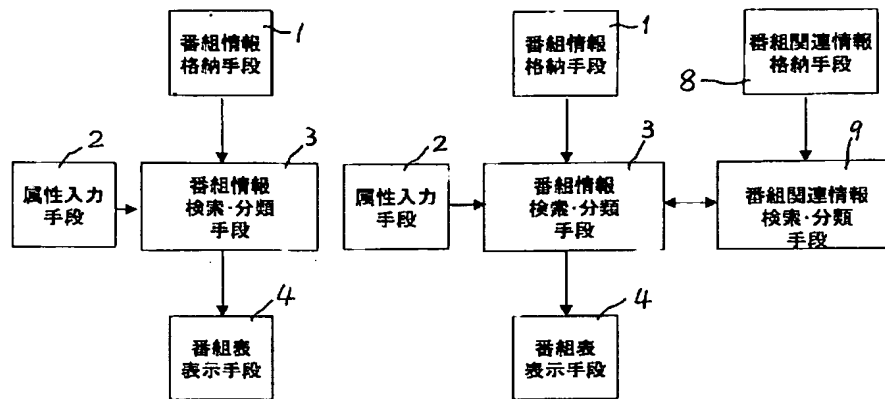 1
番組情報
格納手段
2
属性入力
手段
3
番組情報
検索・分類
手段
4
番組表
表示手段
1
番組情報
格納手段
8
番組関連情報
格納手段
2
属性入力
手段
3
番組情報
検索・分類
手段
9
番組関連情報
検索・分類
手段
4
番組表
表示手段